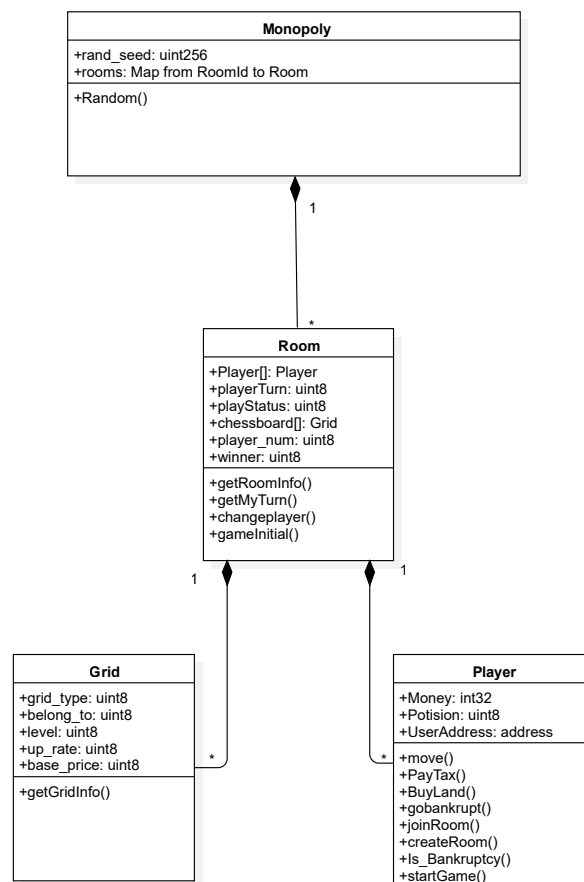 Monopoly
+rand_seed: uint256
+rooms: Map from RoomId to Room
+Random()
1
*
Room
+Player[]: Player
+playerTurn: uint8
+playStatus: uint8
+chessboard[]: Grid
+player_num: uint8
+winner: uint8
+getRoomInfo()
+getMyTurn()
+changeplayer()
+gameInitial()
1
1
Grid
+grid_type: uint8
+belong_to: uint8
+level: uint8
+up_rate: uint8
+base_price: uint8
+getGridInfo()
*
*
Player
+Money: int32
+Potision: uint8
+UserAddress: address
+move()
+PayTax()
+BuyLand()
+gobankrupt()
+joinRoom()
+createRoom()
+Is_Bankruptcy()
+startGame()